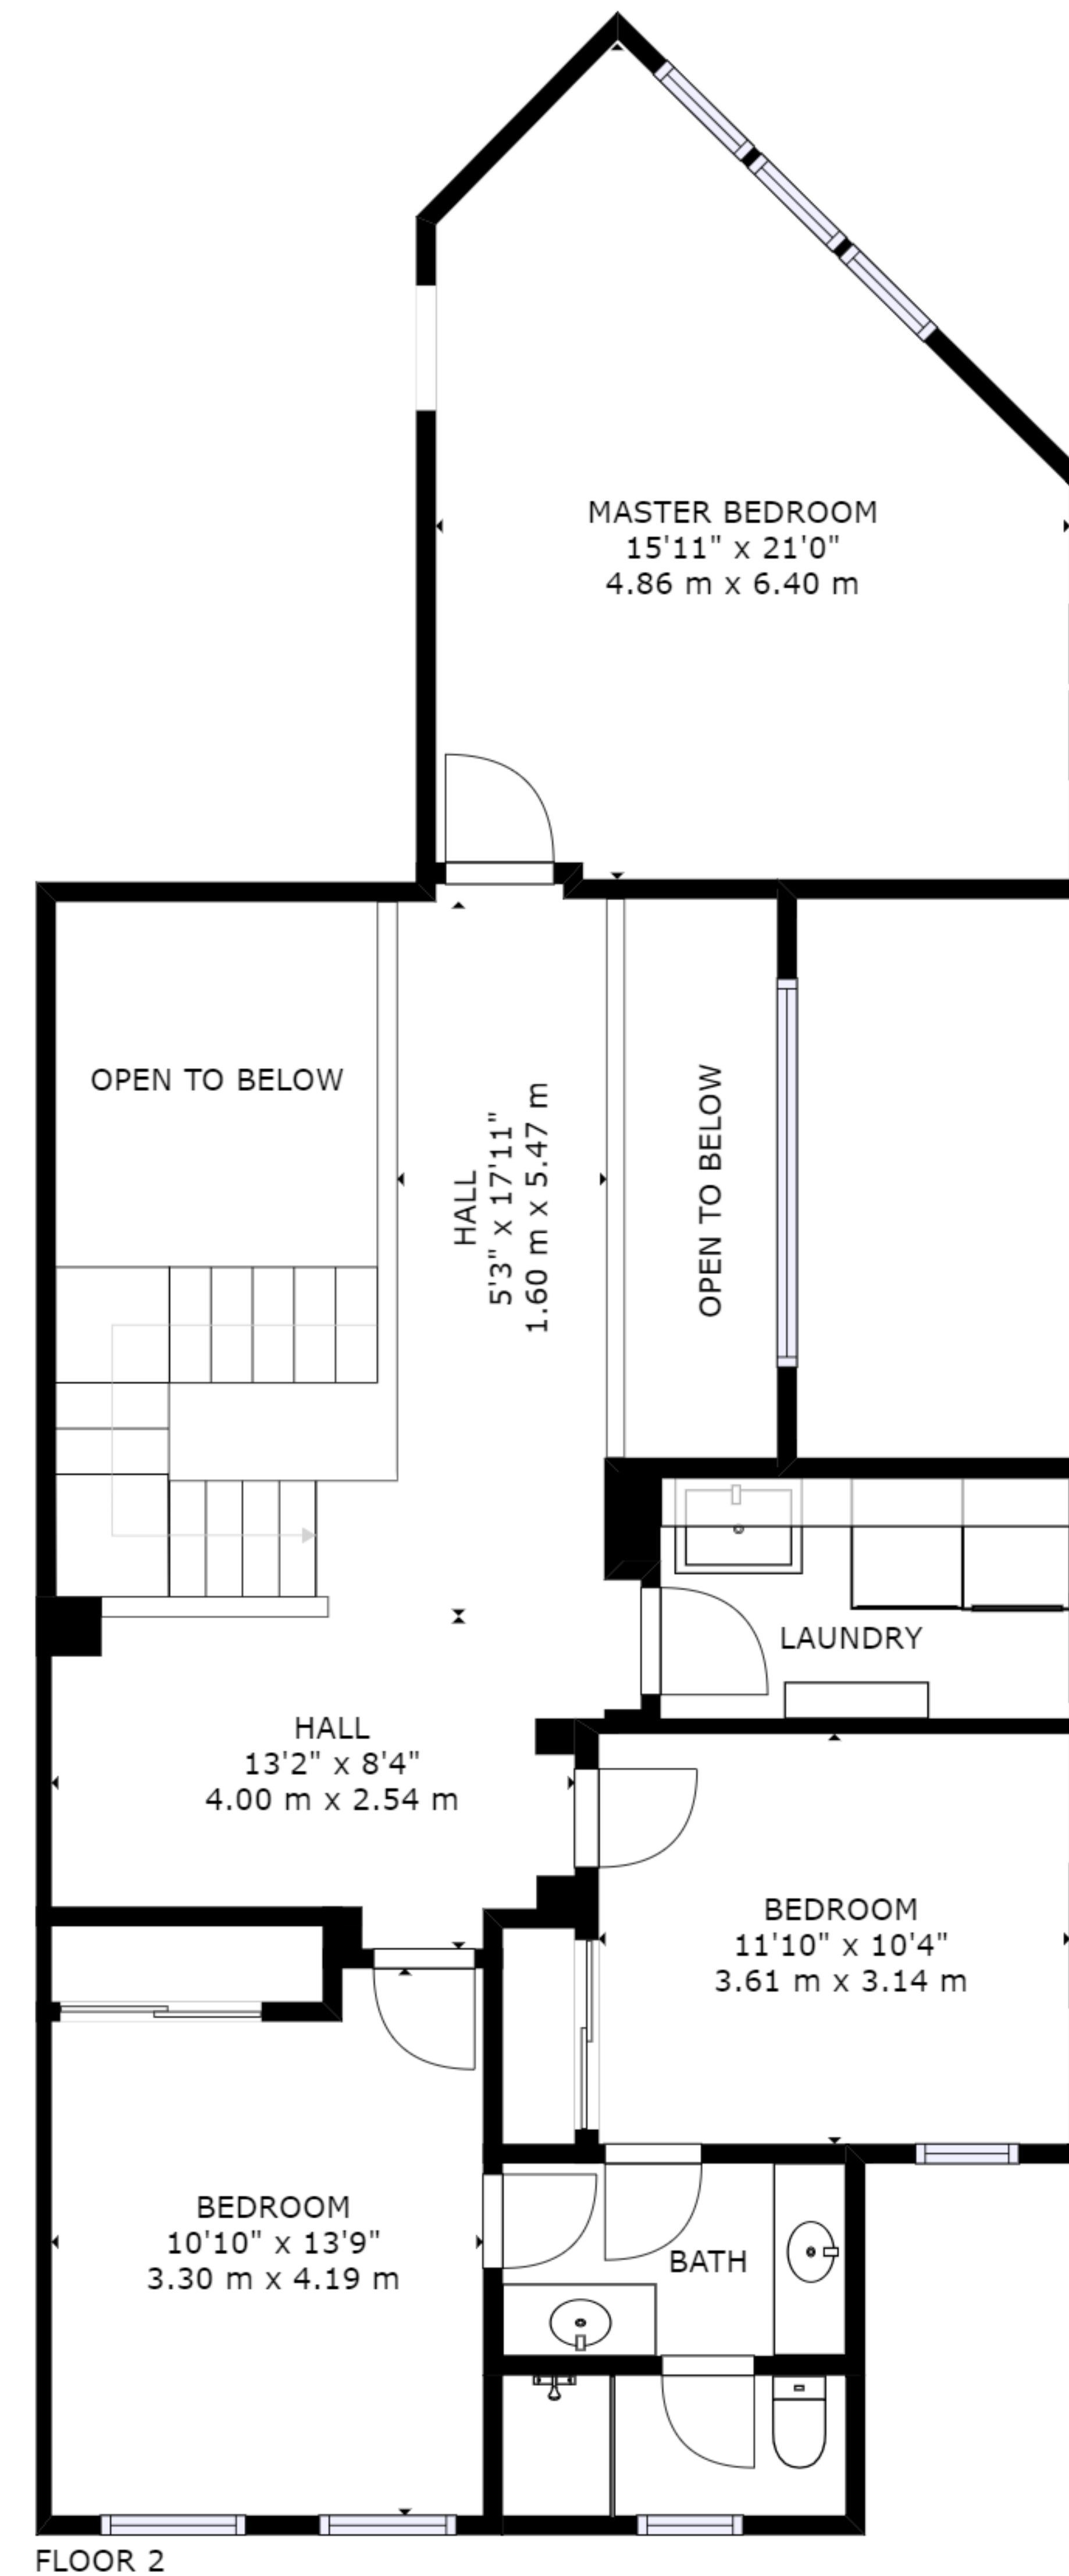 MASTER BEDROOM
15'11" x 21'0"
4.86 m x 6.40 m
OPEN TO BELOW
HALL
5'3" x 17'11"
1.60 m x 5.47 m
OPEN TO BELOW
LAUNDRY
HALL
13'2" x 8'4"
4.00 m x 2.54 m
BEDROOM
11'10" x 10'4"
3.61 m x 3.14 m
BEDROOM
10'10" x 13'9"
3.30 m x 4.19 m
BATH
FLOOR 2